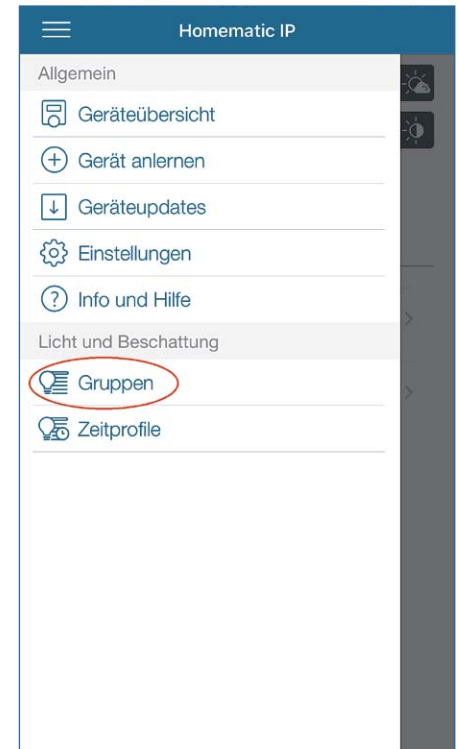 Homematic IP
Allgemein
Geräteübersicht
Gerät anlernen
Geräteupdates
Einstellungen
Info und Hilfe
Licht und Beschattung
Gruppen
Zeitprofile